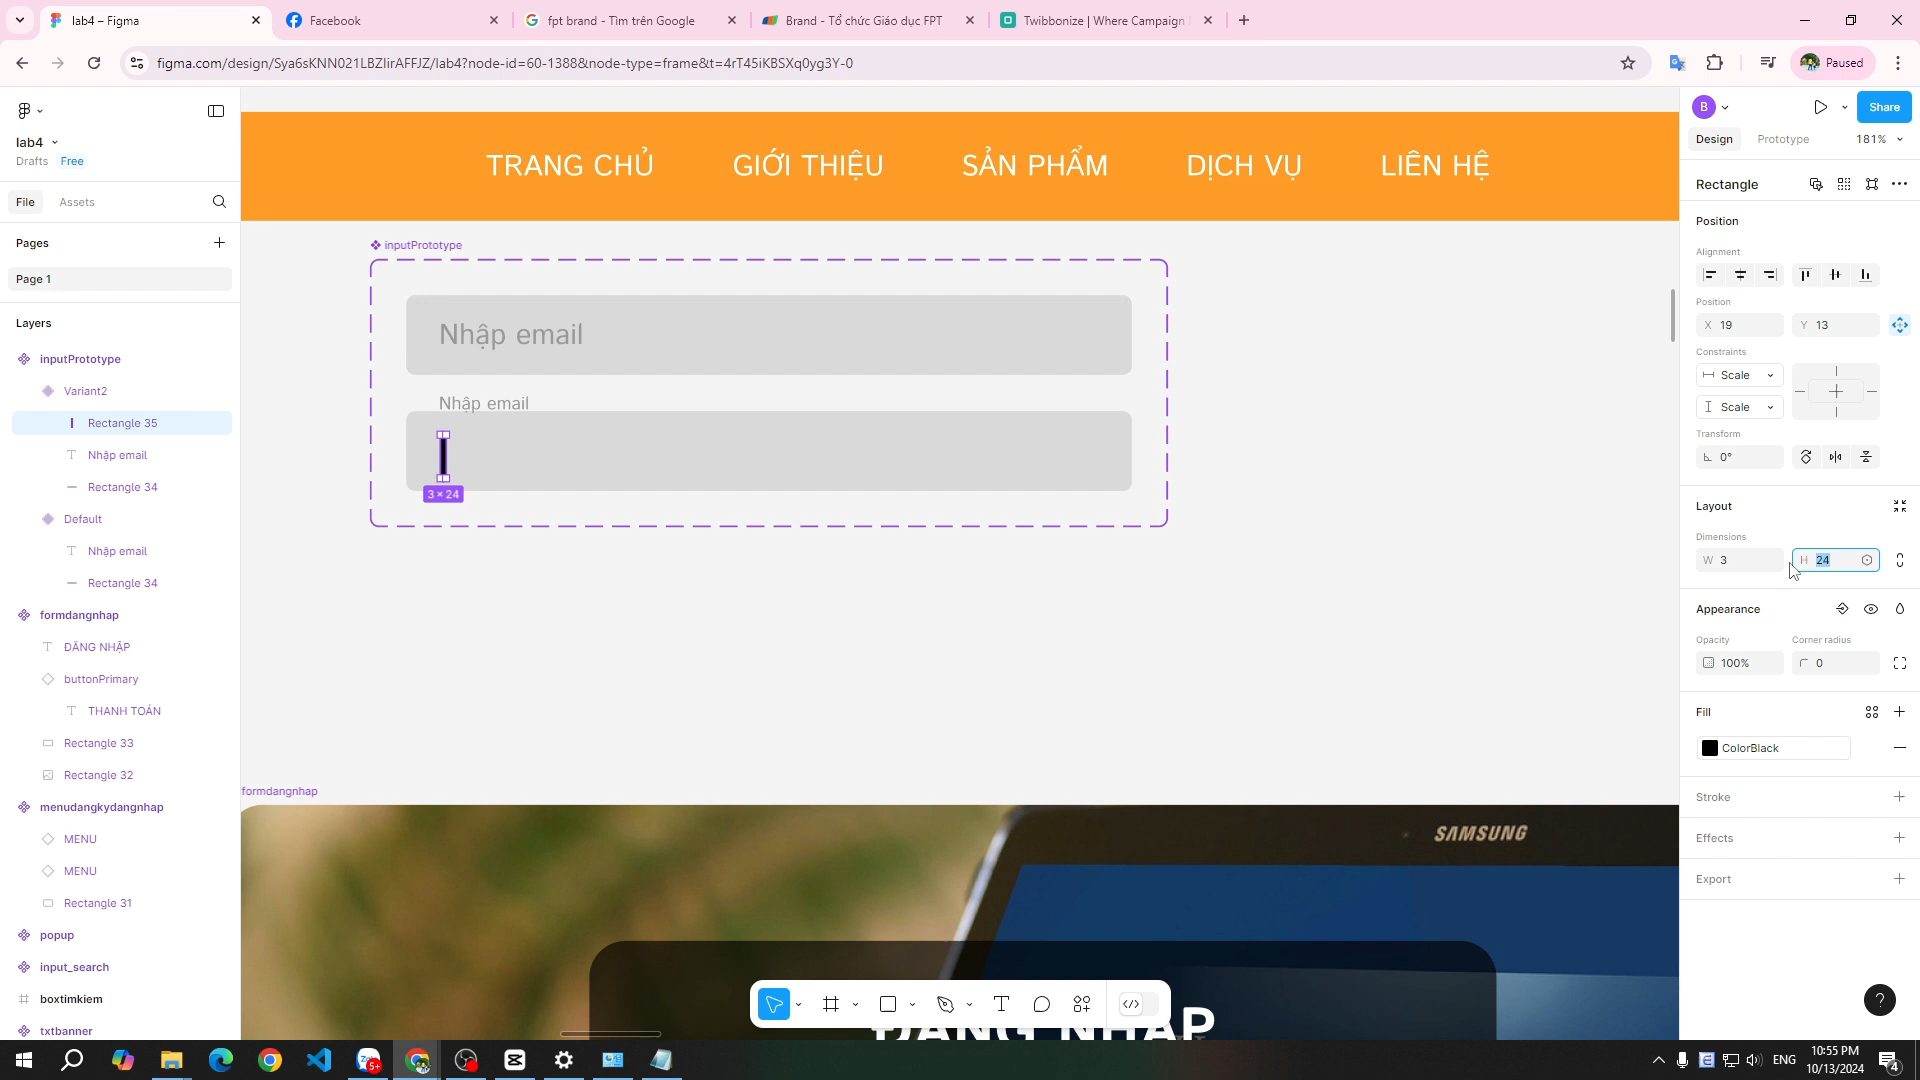 lab4 – Figma
Facebook
fpt brand - Tìm trên Google
Brand - Tổ chức Giáo dục FPT
Twibbonize | Where Campaign
figma.com/design/Sya6sKNN021LBZlirAFFJZ/lab4?node-id=60-1388&node-type=frame&t=4rT45iKBSXq0yg3Y-0
Paused
lab4
Drafts Free
File Assets
Pages
Page 1
Layers
inputPrototype
Variant2
Rectangle 35
Nhập email
Rectangle 34
Default
Nhập email
Rectangle 34
formdangnhap
ĐĂNG NHẬP
buttonPrimary
THANH TOÁN
Rectangle 33
Rectangle 32
menudangkydangnhap
MENU
MENU
Rectangle 31
popup
input_search
boxtimkiem
txtbanner
TRANG CHỦ GIỚI THIỆU SẢN PHẨM DỊCH VỤ LIÊN HỆ
inputPrototype
Nhập email
Nhập email
3 × 24
formdangnhap
SAMSUNG
ĐĂNG NHẬP
B
Share
Design Prototype 181%
Rectangle
Position
Alignment
Position
X 19 Y 13
Constraints
Scale
Scale
Transform
0°
Layout
Dimensions
W 3 H 24
Appearance
Opacity Corner radius
100% 0
Fill
ColorBlack
Stroke
Effects
Export
?
5+
ENG
10:55 PM
10/13/2024
4